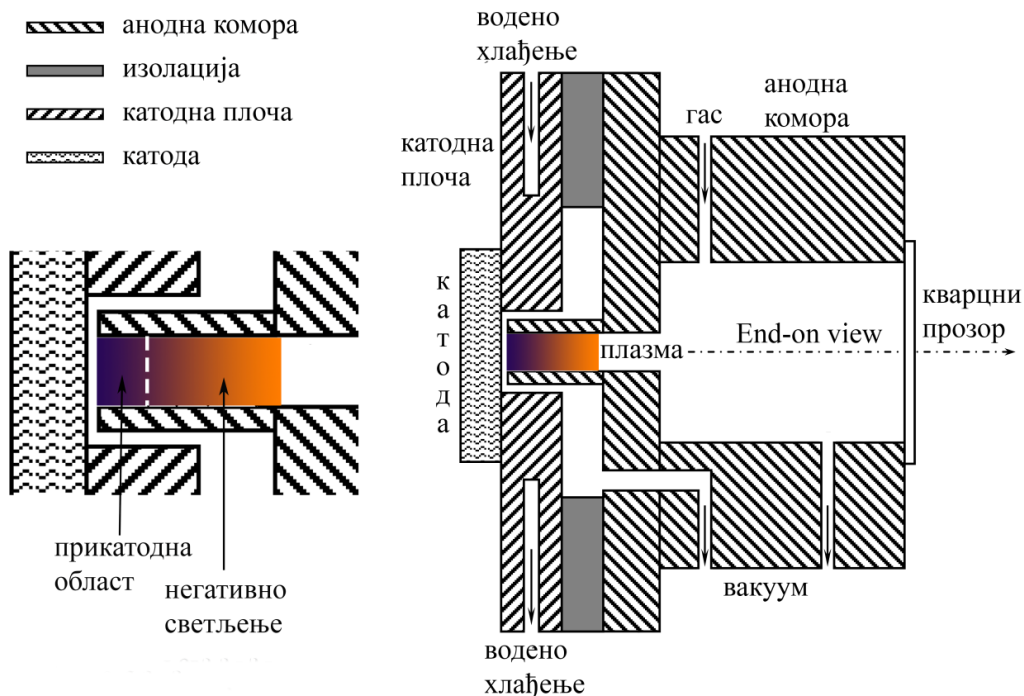 анодна комора
изолација
катодна плоча
катода
прикатодна
област
негативно
светљење
водено
хлађење
катодна
плоча
гас
анодна
комора
к
а
т
о
д
а
плазма
End-on view
кварцни
прозор
вакуум
водено
хлађење